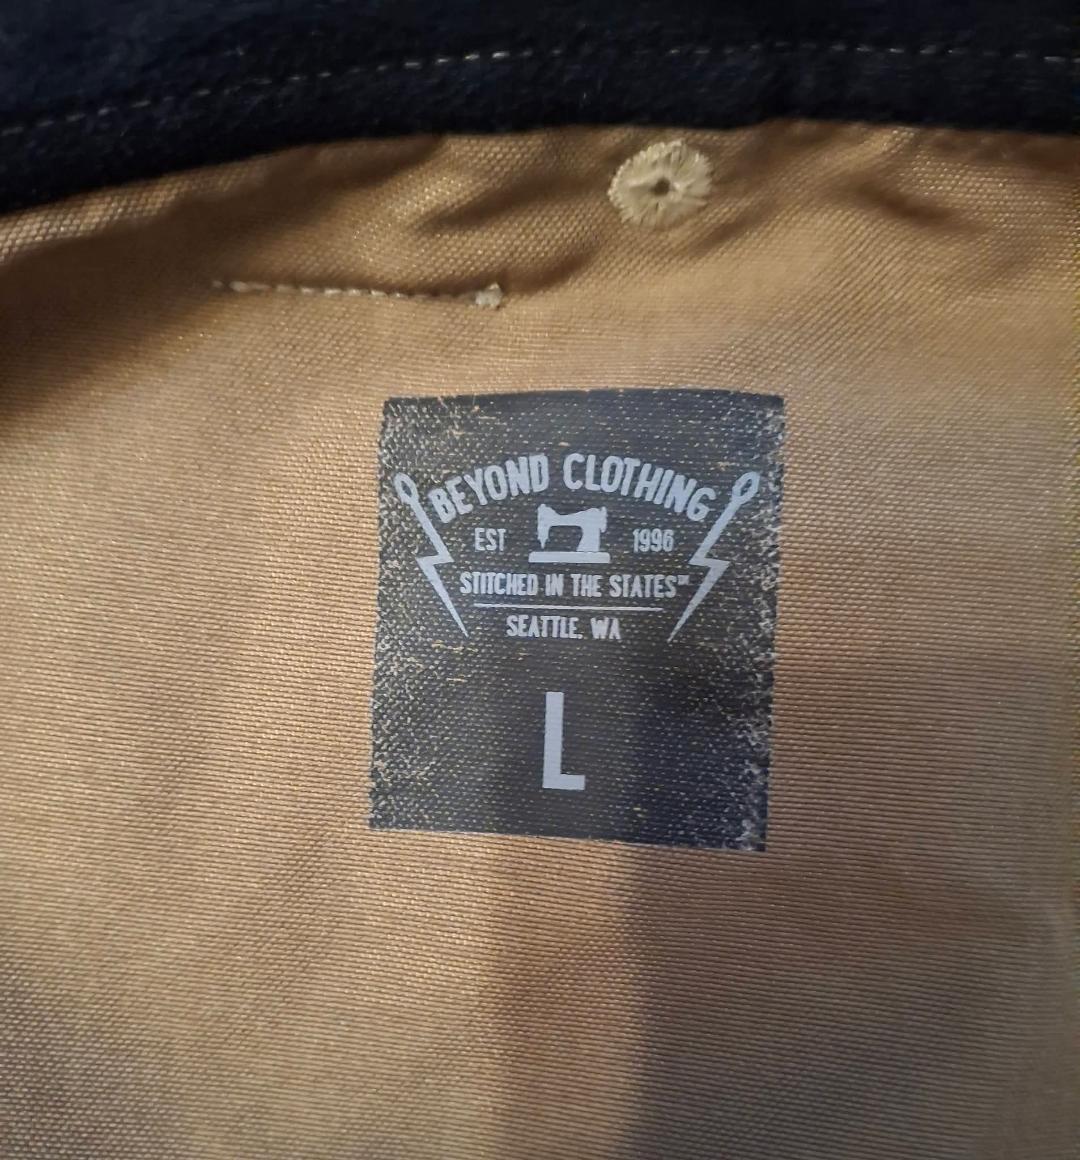 BEYOND CLOTHING
EST 1996
STITCHED IN THE STATES™
SEATTLE, WA
L